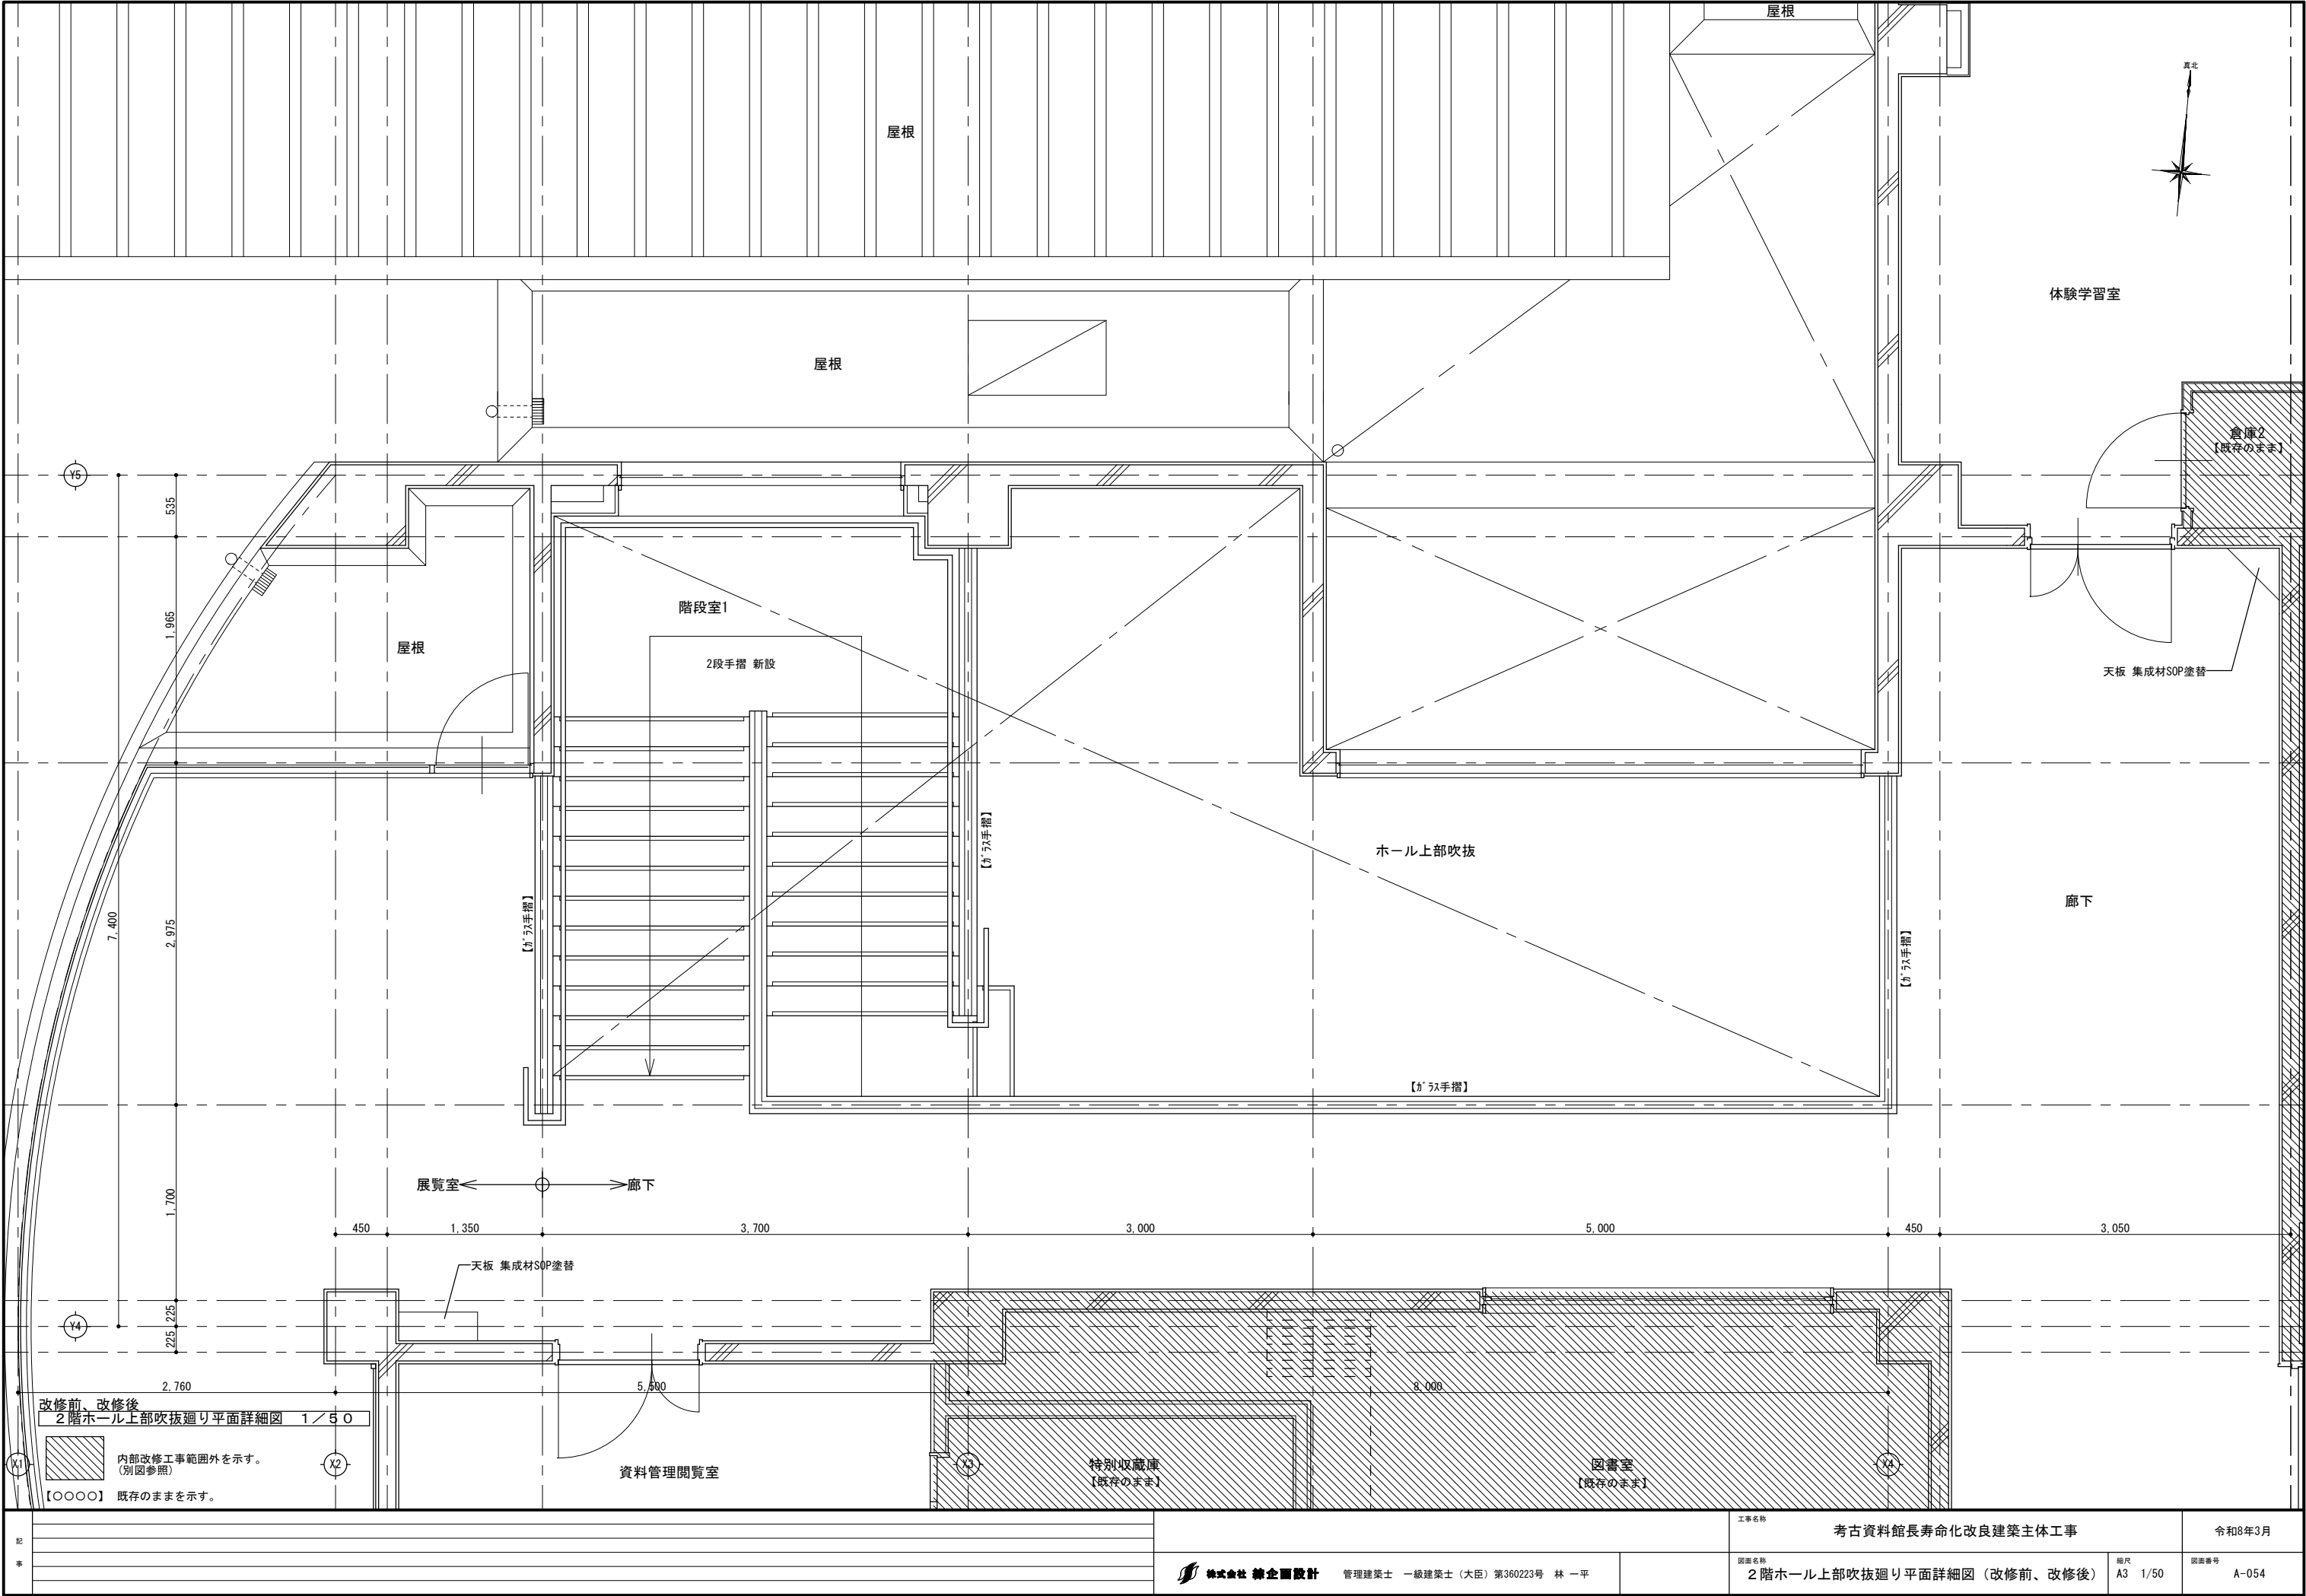 屋根
真北
屋根
体験学習室
屋根
倉庫2
【既存のまま】
Y5
535
階段室1
1,965
屋根
2段手摺 新設
天板 集成材SOP塗替
【ｶﾞﾗｽ手摺】
ホール上部吹抜
廊下
7,400
2,975
【ｶﾞﾗｽ手摺】
【ｶﾞﾗｽ手摺】
【ｶﾞﾗｽ手摺】
展覧室
廊下
1,700
450
1,350
3,700
3,000
5,000
450
3,050
天板 集成材SOP塗替
225
Y4
225
2,760
5,500
8,000
改修前、改修後
２階ホール上部吹抜廻り平面詳細図　１／５０
内部改修工事範囲外を示す。
(別図参照)
X1
X2
X3
X4
資料管理閲覧室
特別収蔵庫
【既存のまま】
図書室
【既存のまま】
【○○○○】 既存のままを示す。
記事
工事名称
考古資料館長寿命化改良建築主体工事
令和8年3月
管理建築士　一級建築士（大臣）第360223号　林 一平
図面名称
２階ホール上部吹抜廻り平面詳細図（改修前、改修後）
縮尺
A3 1/50
図面番号
A-054